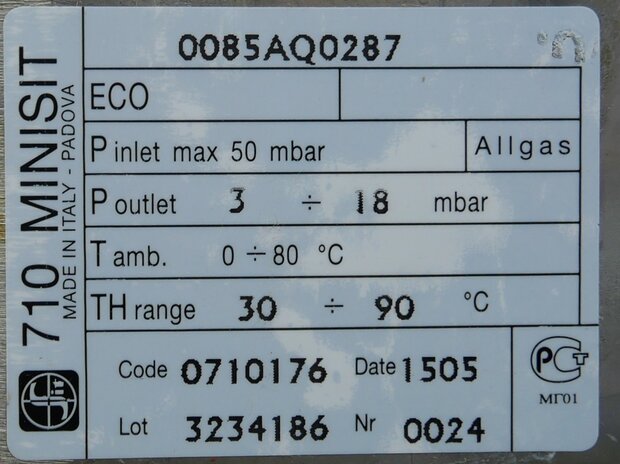 710 MINISIT
MADE IN ITALY - PADOVA
0085AQ0287
ECO
P inlet max 50 mbar Allgas
P outlet 3 ÷ 18 mbar
T amb. 0 ÷ 80 °C
TH range 30 ÷ 90 °C
Code 0710176 Date 1505
Lot 3234186 Nr 0024
РСТ
МГ01